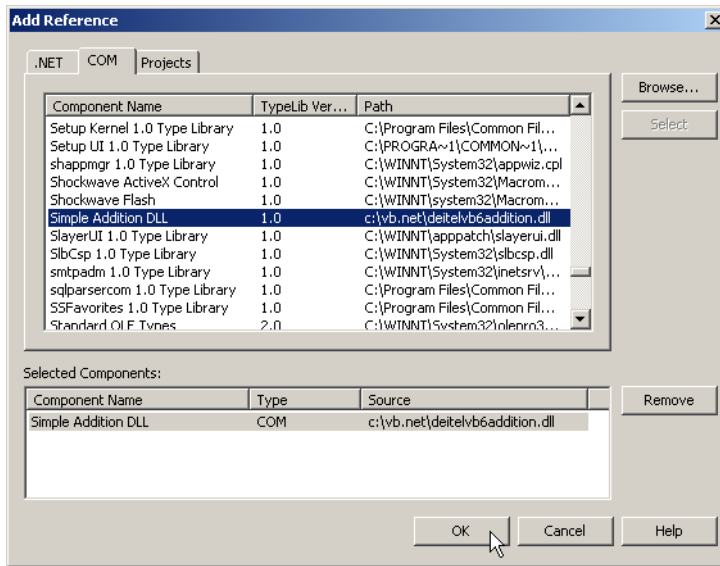 Add Reference
.NET COM Projects
Browse...
Select
Component Name TypeLib Ver... Path
Setup Kernel 1.0 Type Library 1.0 C:\Program Files\Common Fil...
Setup UI 1.0 Type Library 1.0 C:\PROGRA~1\COMMON~1\...
shappmgr 1.0 Type Library 1.0 C:\WINNT\System32\appwiz.cpl
Shockwave ActiveX Control 1.0 C:\WINNT\System32\Macrom...
Shockwave Flash 1.0 C:\WINNT\system32\Macrom...
Simple Addition DLL 1.0 c:\vb.net\deitelvb6addition.dll
SlayerUI 1.0 Type Library 1.0 C:\WINNT\apppatch\slayerui.dll
SlbCsp 1.0 Type Library 1.0 C:\WINNT\System32\slbcsp.dll
smtpadm 1.0 Type Library 1.0 C:\WINNT\System32\inetsrv\...
sqlparsercom 1.0 Type Library 1.0 C:\Program Files\Common Fil...
SSFavorites 1.0 Type Library 1.0 C:\Program Files\Common Fil...
Standard OLE Types 2.0 C:\WINNT\System32\olepro3...
Selected Components:
Component Name Type Source
Remove
Simple Addition DLL COM c:\vb.net\deitelvb6addition.dll
OK Cancel Help